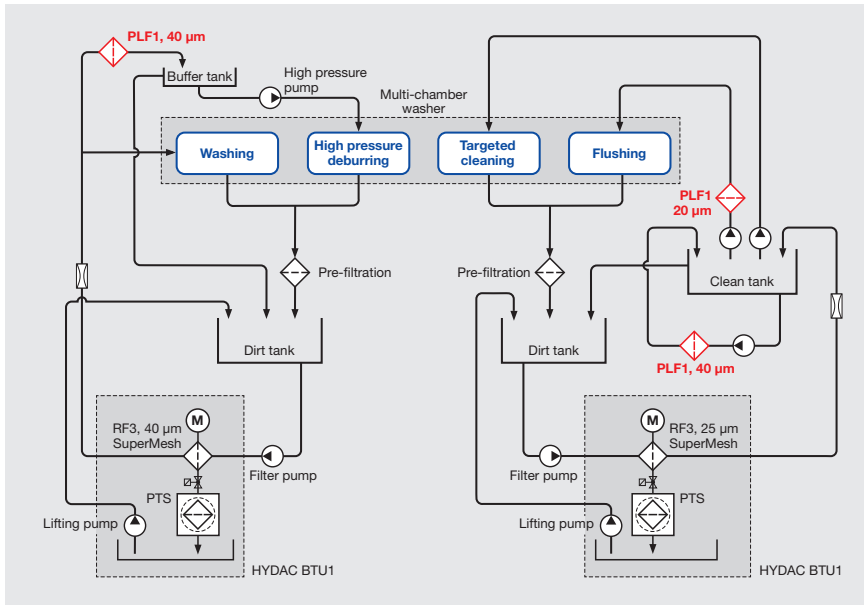 PLF1, 40 µm
Buffer tank
High pressure
pump
Multi-chamber
washer
Washing
High pressure
deburring
Targeted
cleaning
Flushing
PLF1
20 µm
Pre-filtration
Pre-filtration
Clean tank
Dirt tank
Dirt tank
PLF1, 40 µm
M
RF3, 40 µm
SuperMesh
Filter pump
PTS
Lifting pump
HYDAC BTU1
M
RF3, 25 µm
SuperMesh
Filter pump
PTS
Lifting pump
HYDAC BTU1